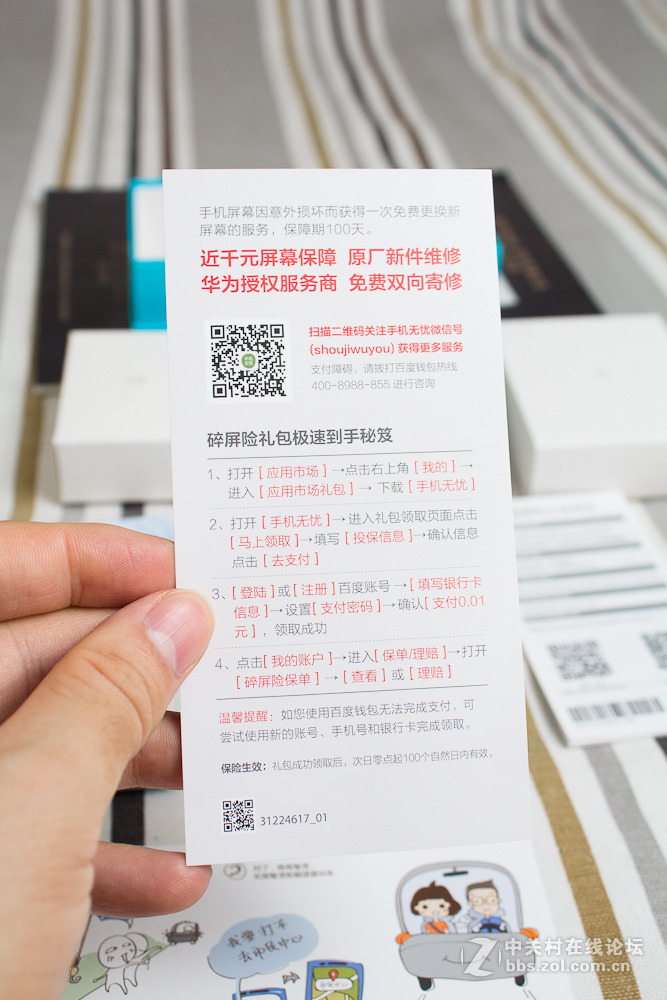 手机屏幕因意外损坏而获得一次免费更换新
屏幕的服务，保障期100天。
近千元屏幕保障 原厂新件维修
华为授权服务商 免费双向寄修
扫描二维码关注手机无忧微信号
（shoujiwuyou）获得更多服务
支付障碍，请拨打百度钱包热线
400-8988-855 进行咨询
碎屏险礼包极速到手秘笈
1、打开［应用市场］→点击右上角［我的］→
进入［应用市场礼包］→ 下载［手机无忧］
2、打开［手机无忧］→进入礼包领取页面点击
［马上领取］→填写［投保信息］→确认信息
点击［去支付］
3、［登陆］或［注册］百度账号→［填写银行卡
信息］→设置［支付密码］→确认［支付0.01
元］，领取成功
4、点击［我的账户］→进入［保单/理赔］→打开
［碎屏险保单］→［查看］或［理赔］
温馨提醒：如您使用百度钱包无法完成支付，可
尝试使用新的账号、手机号和银行卡完成领取。
保险生效：礼包成功领取后，次日零点起100个自然日内有效。
31224617_01
我要打车
去市民中心
中关村在线论坛
bbs.zol.com.cn